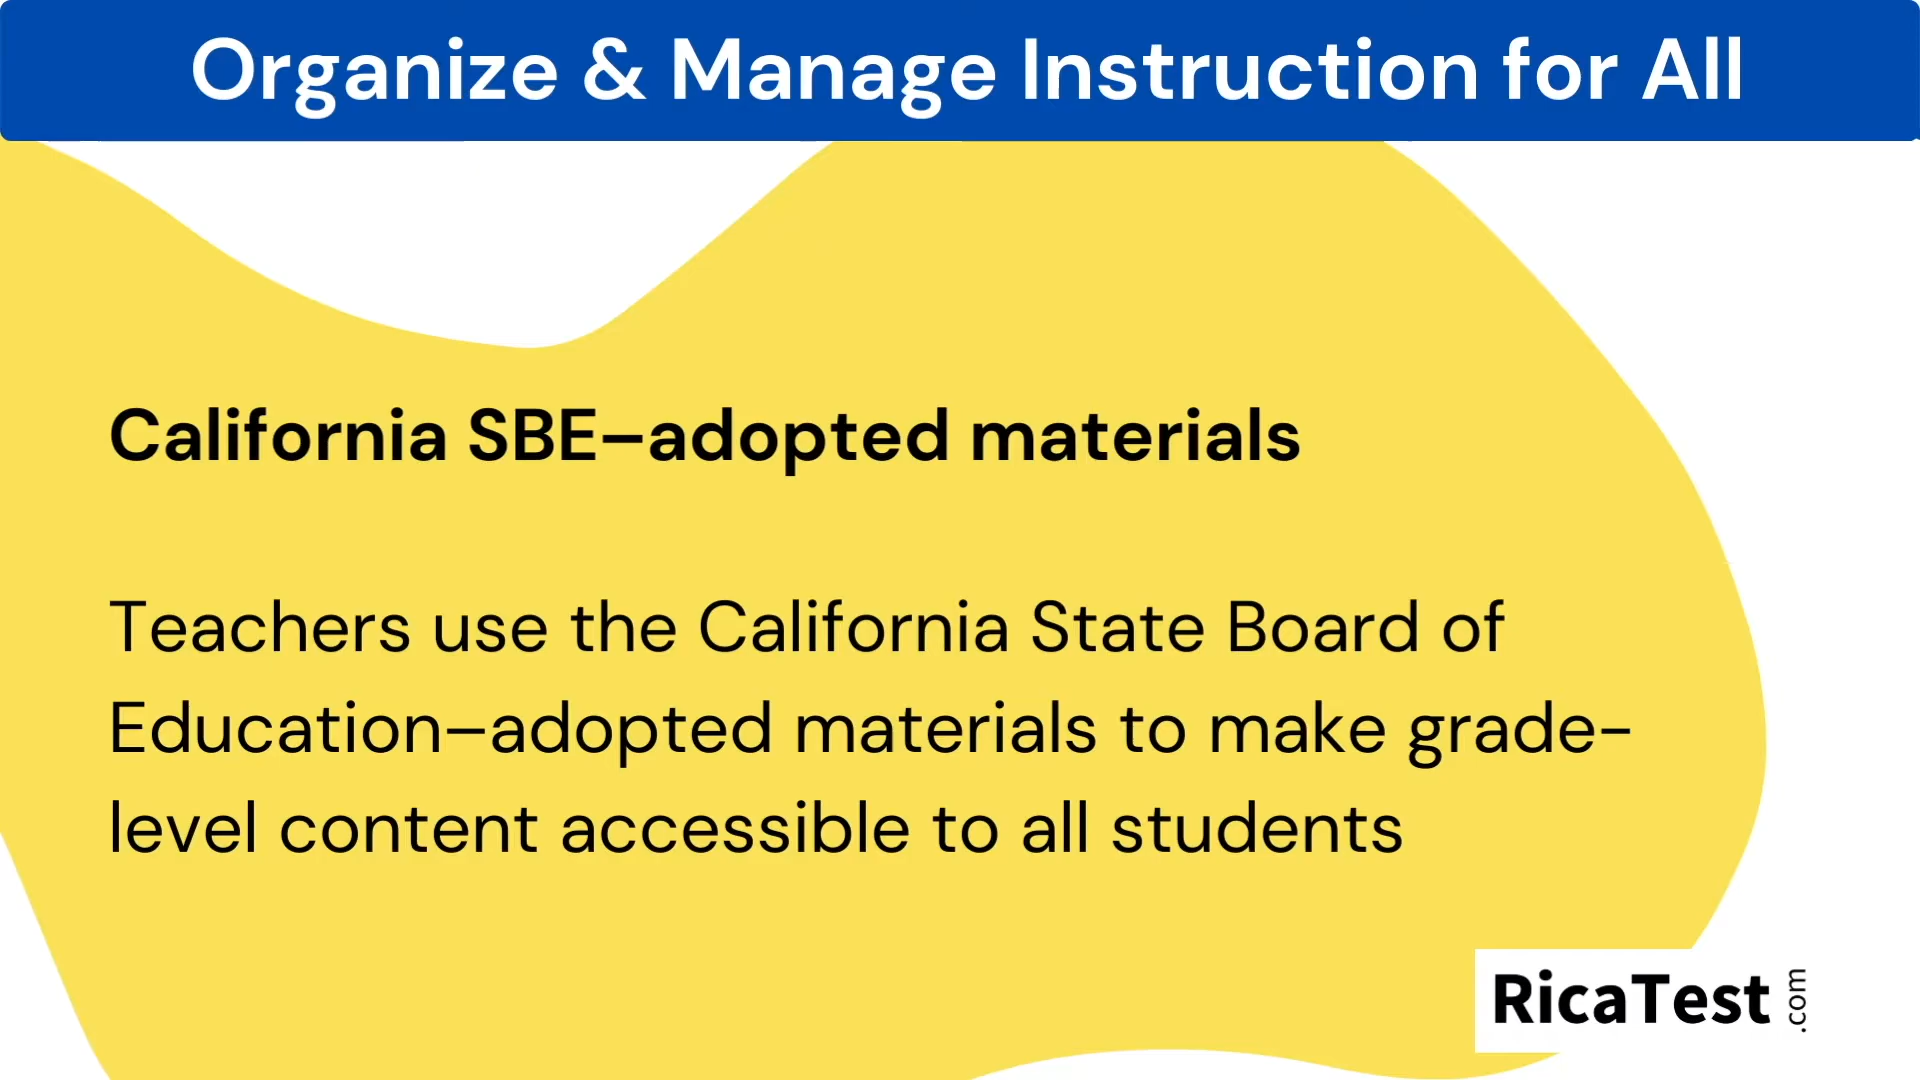 Organize & Manage Instruction for All
California SBE–adopted materials
Teachers use the California State Board of
Education–adopted materials to make grade-
level content accessible to all students
RicaTest.com